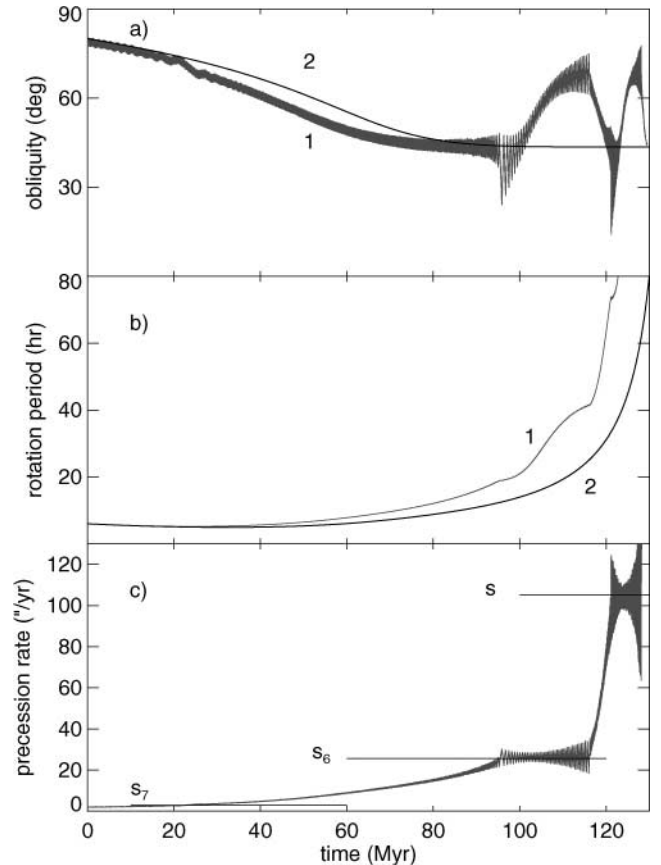 90
a)
2
60
1
30
obliquity (deg)
80
b)
60
40
1
20
2
rotation period (hr)
120
c)
s
100
80
60
40
s6
20
s7
0
precession rate ("/yr)
0 20 40 60 80 100 120
time (Myr)